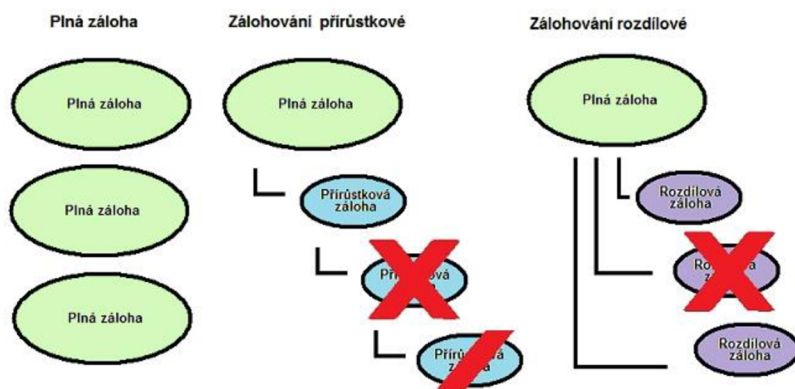 Plná záloha
Zálohování přírůstkové
Zálohování rozdílové
Plná záloha
Plná záloha
Plná záloha
Plná záloha
Přírůstková
záloha
Plná záloha
Rozdílová
záloha
Rozdílová
záloha